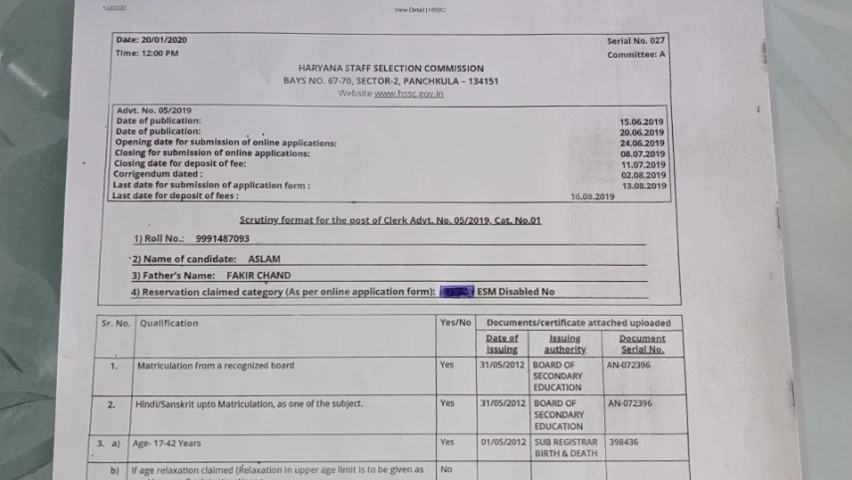 1/2/2020 View Detail | HSSC
Date: 20/01/2020 Serial No. 027
Time: 12:00 PM Committee: A
HARYANA STAFF SELECTION COMMISSION
BAYS NO. 67-70, SECTOR-2, PANCHKULA – 134151
Website www.hssc.gov.in
Advt. No. 05/2019
Date of publication: 15.06.2019
Date of publication: 20.06.2019
Opening date for submission of online applications: 24.06.2019
Closing for submission of online applications: 08.07.2019
Closing date for deposit of fee: 11.07.2019
Corrigendum dated : 02.08.2019
Last date for submission of application form : 13.08.2019
Last date for deposit of fees : 16.08.2019
Scrutiny format for the post of Clerk Advt. No. 05/2019, Cat. No.01
1) Roll No.: 9991487093
2) Name of candidate: ASLAM
3) Father's Name: FAKIR CHAND
4) Reservation claimed category (As per online application form): ESM Disabled No
Sr. No. Qualification Yes/No Documents/certificate attached uploaded
Date of Issuing Document
issuing authority Serial No.
1. Matriculation from a recognized board Yes 31/05/2012 BOARD OF AN-072396
SECONDARY
EDUCATION
2. Hindi/Sanskrit upto Matriculation, as one of the subject. Yes 31/05/2012 BOARD OF AN-072396
SECONDARY
EDUCATION
3. a) Age- 17-42 Years Yes 01/05/2012 SUB REGISTRAR 398436
BIRTH & DEATH
b) If age relaxation claimed (Relaxation in upper age limit is to be given as No